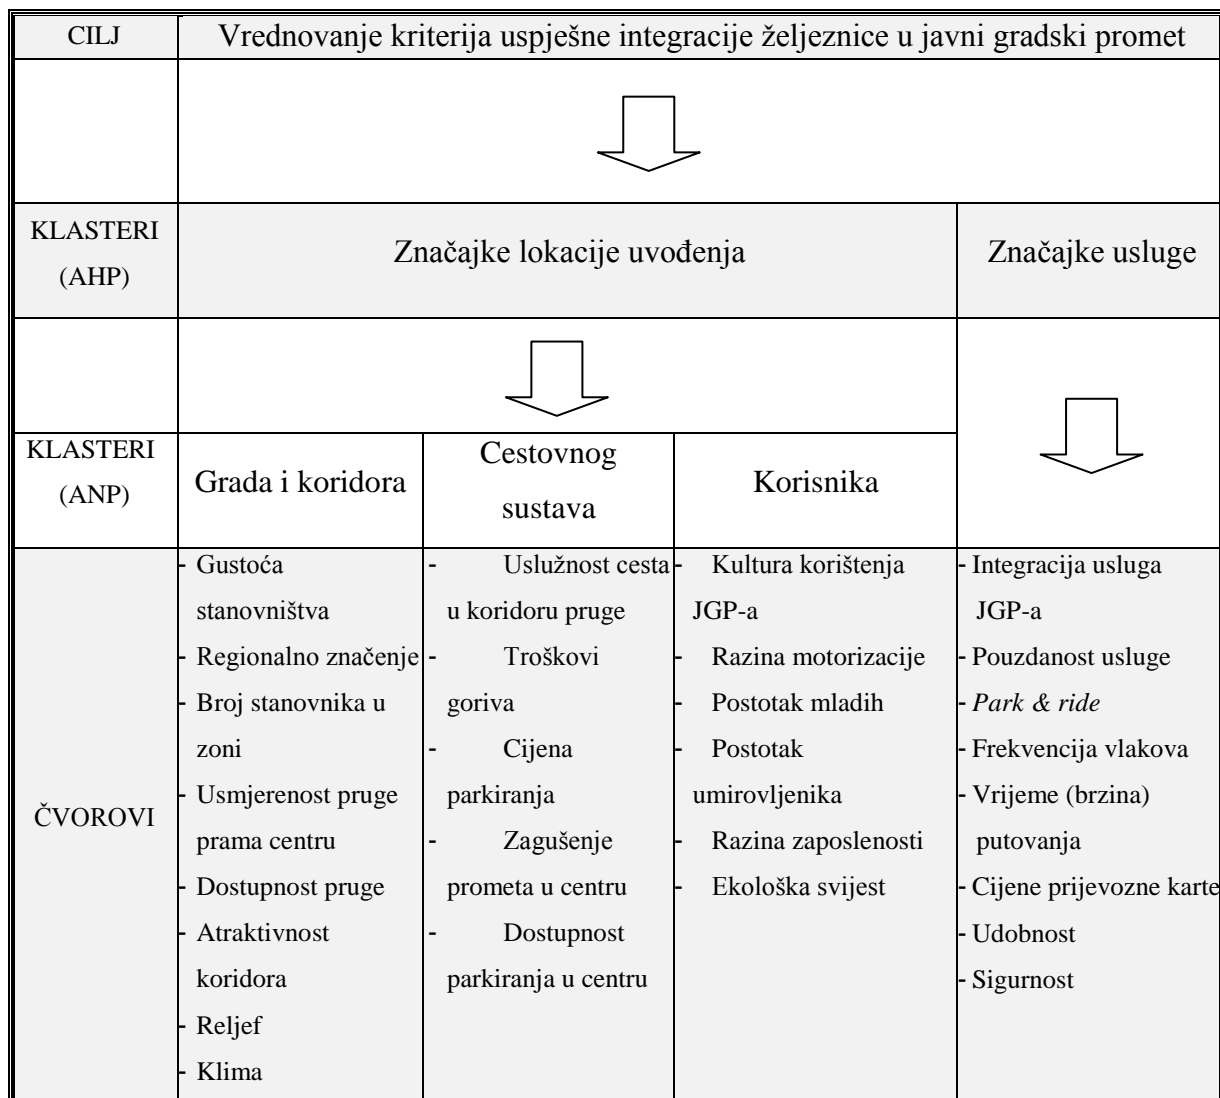 CILJ
Vrednovanje kriterija uspješne integracije željeznice u javni gradski promet
KLASTERI
(AHP)
Značajke lokacije uvođenja
Značajke usluge
KLASTERI
(ANP)
Grada i koridora
Cestovnog
sustava
Korisnika
ČVOROVI
- Gustoća
stanovništva
- Regionalno značenje
- Broj stanovnika u
zoni
- Usmjerenost pruge
prama centru
- Dostupnost pruge
- Atraktivnost
koridora
- Reljef
- Klima
- Uslužnost cesta
u koridoru pruge
- Troškovi
goriva
- Cijena
parkiranja
- Zagušenje
prometa u centru
- Dostupnost
parkiranja u centru
- Kultura korištenja
JGP-a
- Razina motorizacije
- Postotak mladih
- Postotak
umirovljenika
- Razina zaposlenosti
- Ekološka svijest
- Integracija usluga
JGP-a
- Pouzdanost usluge
- Park & ride
- Frekvencija vlakova
- Vrijeme (brzina)
putovanja
- Cijene prijevozne karte
- Udobnost
- Sigurnost